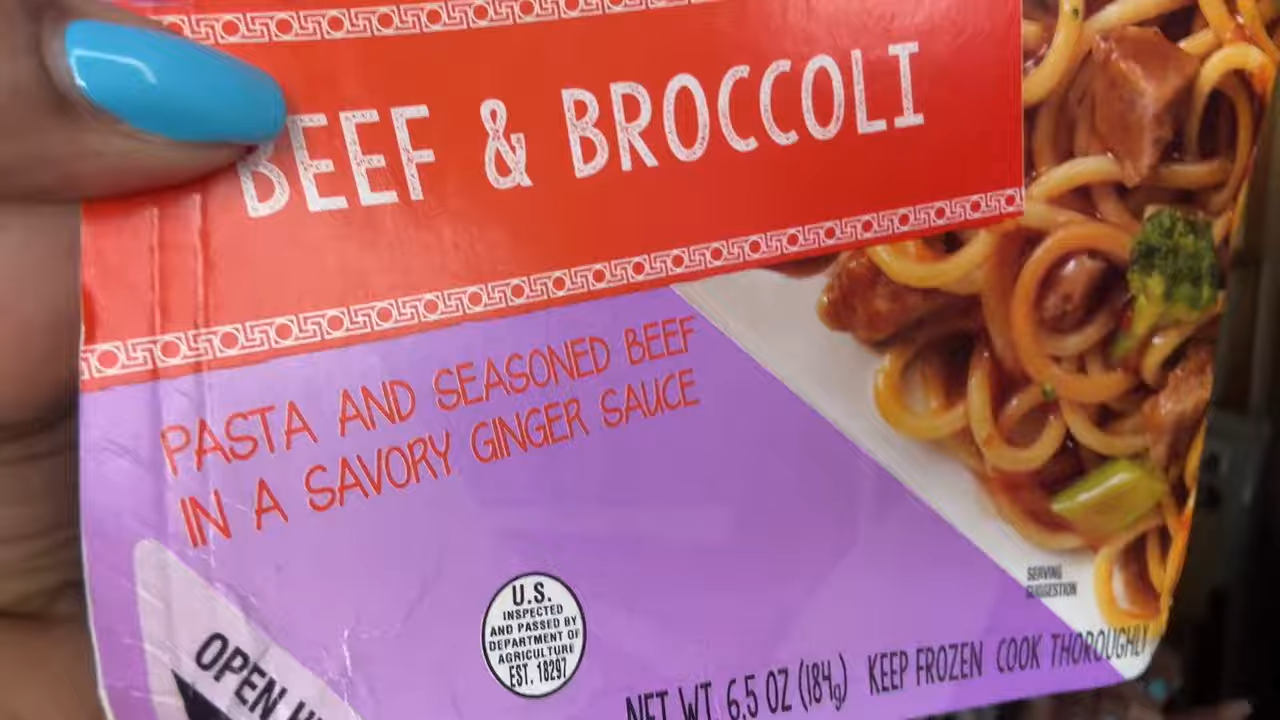 BEEF & BROCCOLI
PASTA AND SEASONED BEEF
IN A SAVORY GINGER SAUCE
SERVING
SUGGESTION
U.S.
INSPECTED
AND PASSED BY
DEPARTMENT OF
AGRICULTURE
EST. 18297
OPEN
NET WT. 6.5 OZ (184g) KEEP FROZEN COOK THOROUGHLY